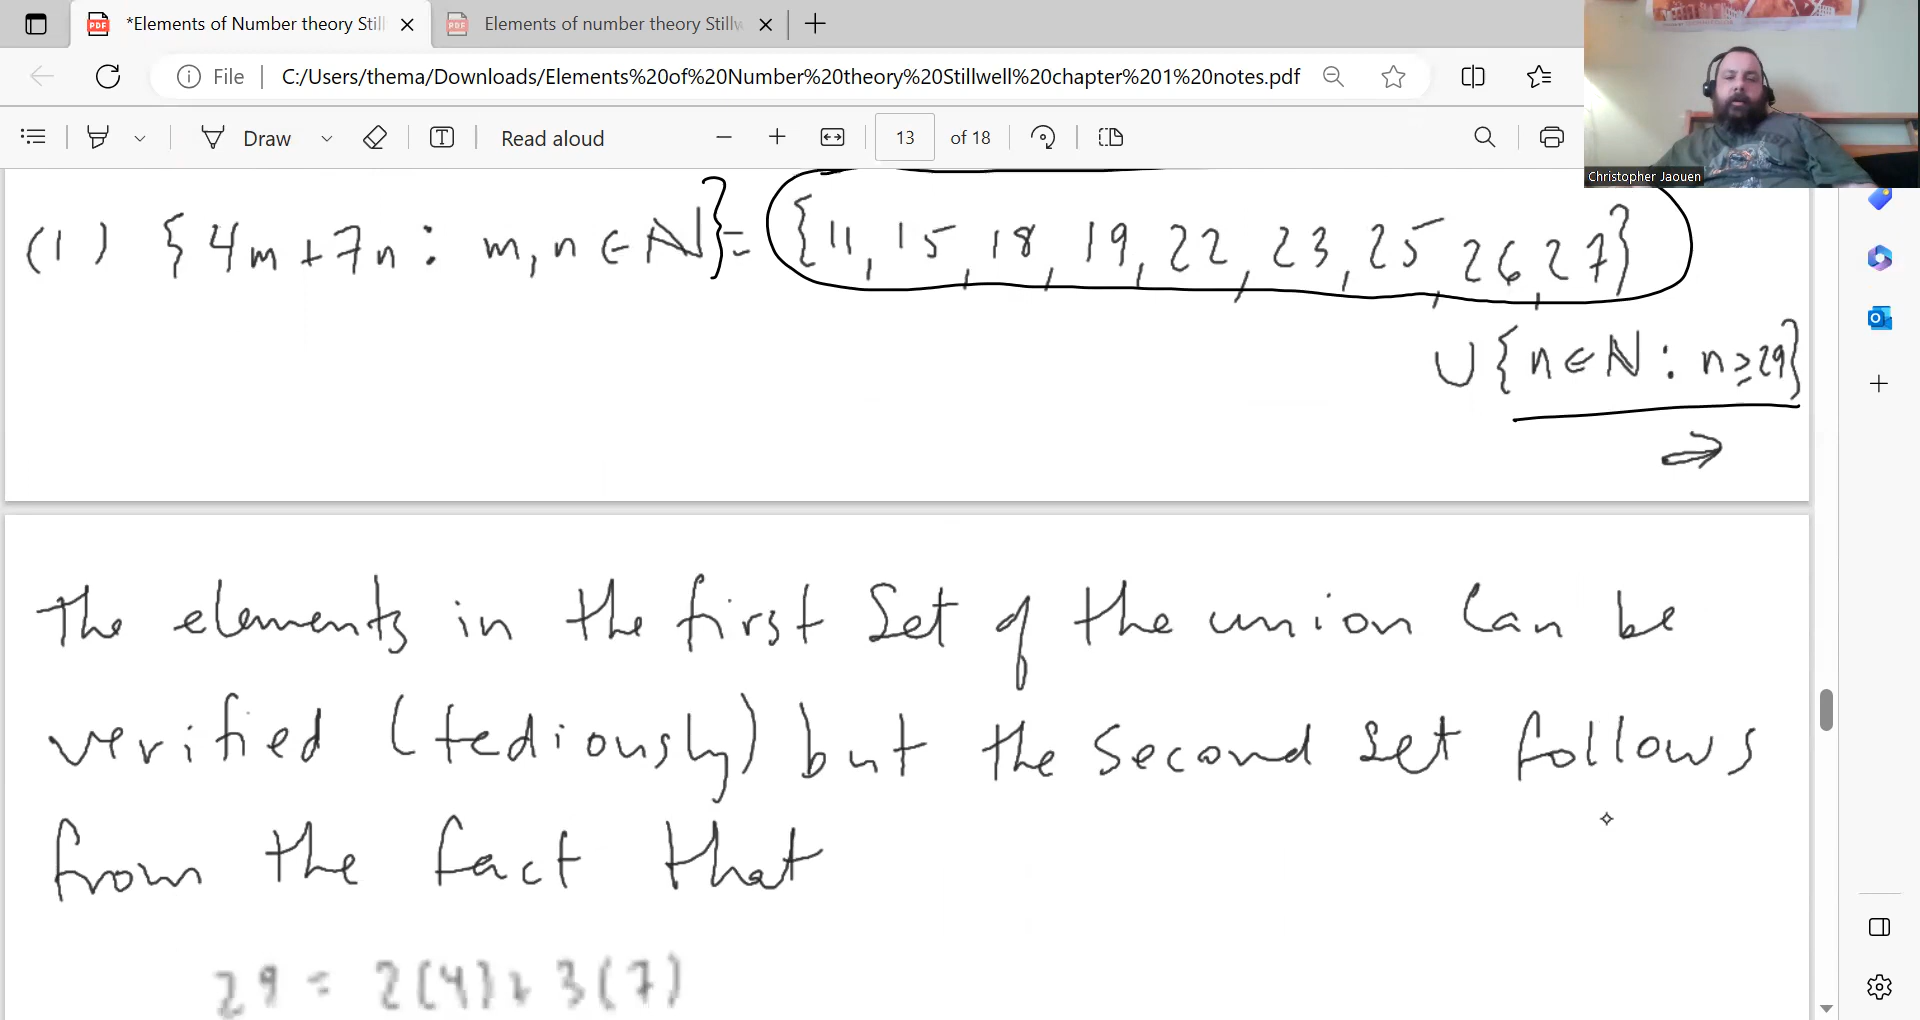 *Elements of Number theory Still
Elements of number theory Stillw
File
C:/Users/thema/Downloads/Elements%20of%20Number%20theory%20Stillwell%20chapter%201%20notes.pdf
Draw
Read aloud
13 of 18
Christopher Jaouen
(1) {4m+7n: m,n∈ℕ}= {11, 15, 18, 19, 22, 23, 25, 26, 27}
∪{n∈ℕ: n≥29}
→
The elements in the first Set of the union Can be
verified (tediously) but the Second Set follows
from the fact that
29 = 2(4)+3(7)